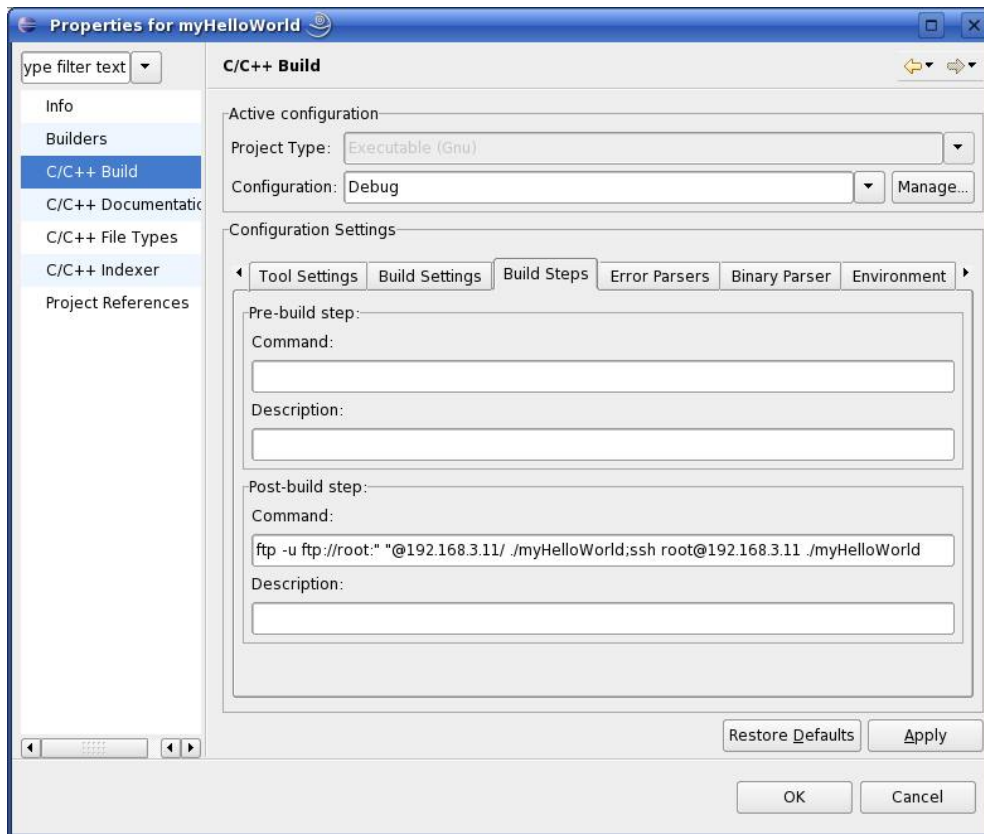 Properties for myHelloWorld
ype filter text
C/C++ Build
Info
Builders
C/C++ Build
C/C++ Documentatic
C/C++ File Types
C/C++ Indexer
Project References
Active configuration
Project Type: Executable (Gnu)
Configuration: Debug Manage...
Configuration Settings
Tool Settings Build Settings Build Steps Error Parsers Binary Parser Environment
Pre-build step:
Command:
Description:
Post-build step:
Command:
ftp -u ftp://root:" "@192.168.3.11/ ./myHelloWorld;ssh root@192.168.3.11 ./myHelloWorld
Description:
Restore Defaults Apply
OK Cancel